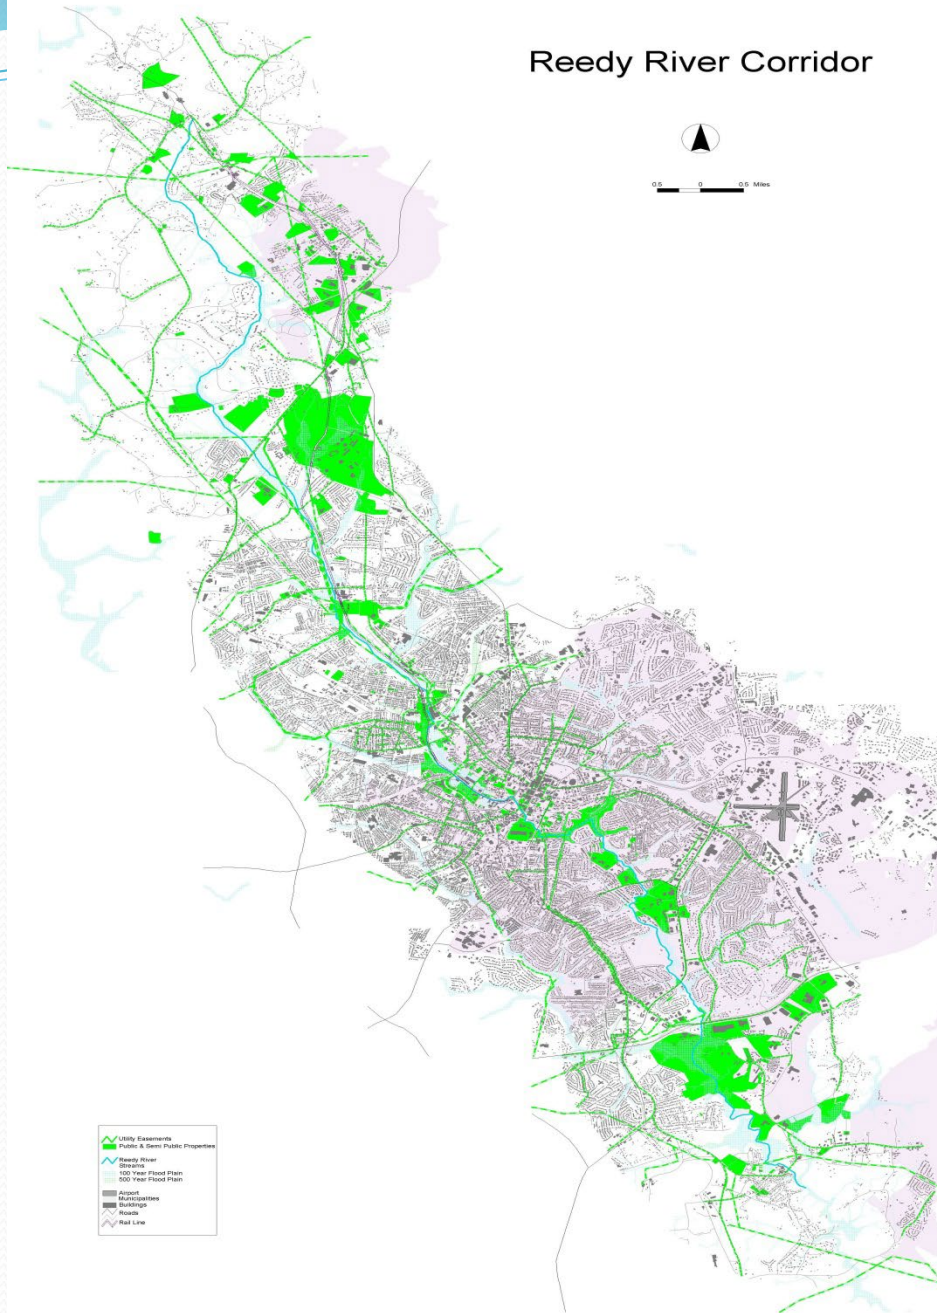 Reedy River Corridor
0.5 0 0.5 Miles
Utility Easements
Public & Semi Public Properties
Reedy River
Streams
100 Year Flood Plain
500 Year Flood Plain
Airport
Municipalities
Buildings
Roads
Rail Line